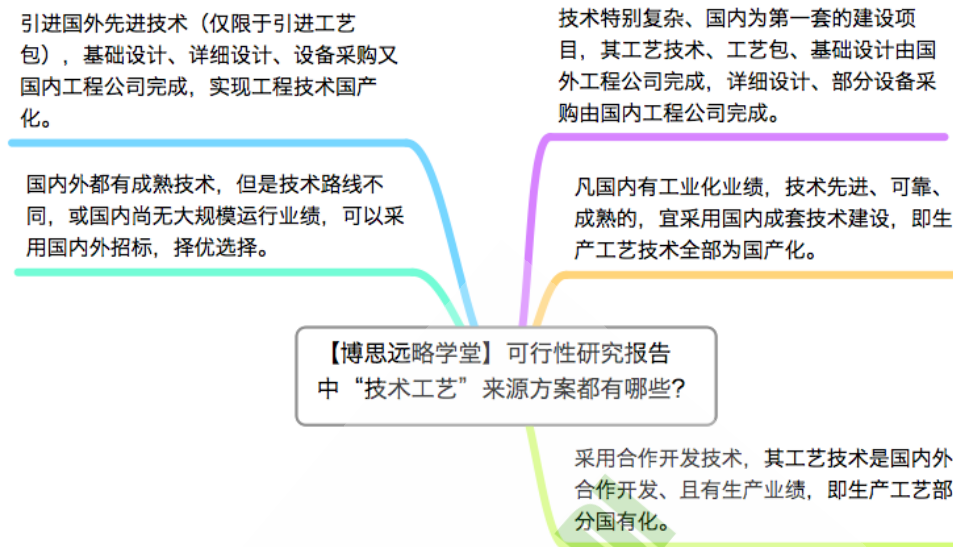 引进国外先进技术（仅限于引进工艺
包），基础设计、详细设计、设备采购又
国内工程公司完成，实现工程技术国产
化。
国内外都有成熟技术，但是技术路线不
同，或国内尚无大规模运行业绩，可以采
用国内外招标，择优选择。
技术特别复杂、国内为第一套的建设项
目，其工艺技术、工艺包、基础设计由国
外工程公司完成，详细设计、部分设备采
购由国内工程公司完成。
凡国内有工业化业绩，技术先进、可靠、
成熟的，宜采用国内成套技术建设，即生
产工艺技术全部为国产化。
【博思远略学堂】可行性研究报告
中“技术工艺”来源方案都有哪些？
采用合作开发技术，其工艺技术是国内外
合作开发、且有生产业绩，即生产工艺部
分国有化。